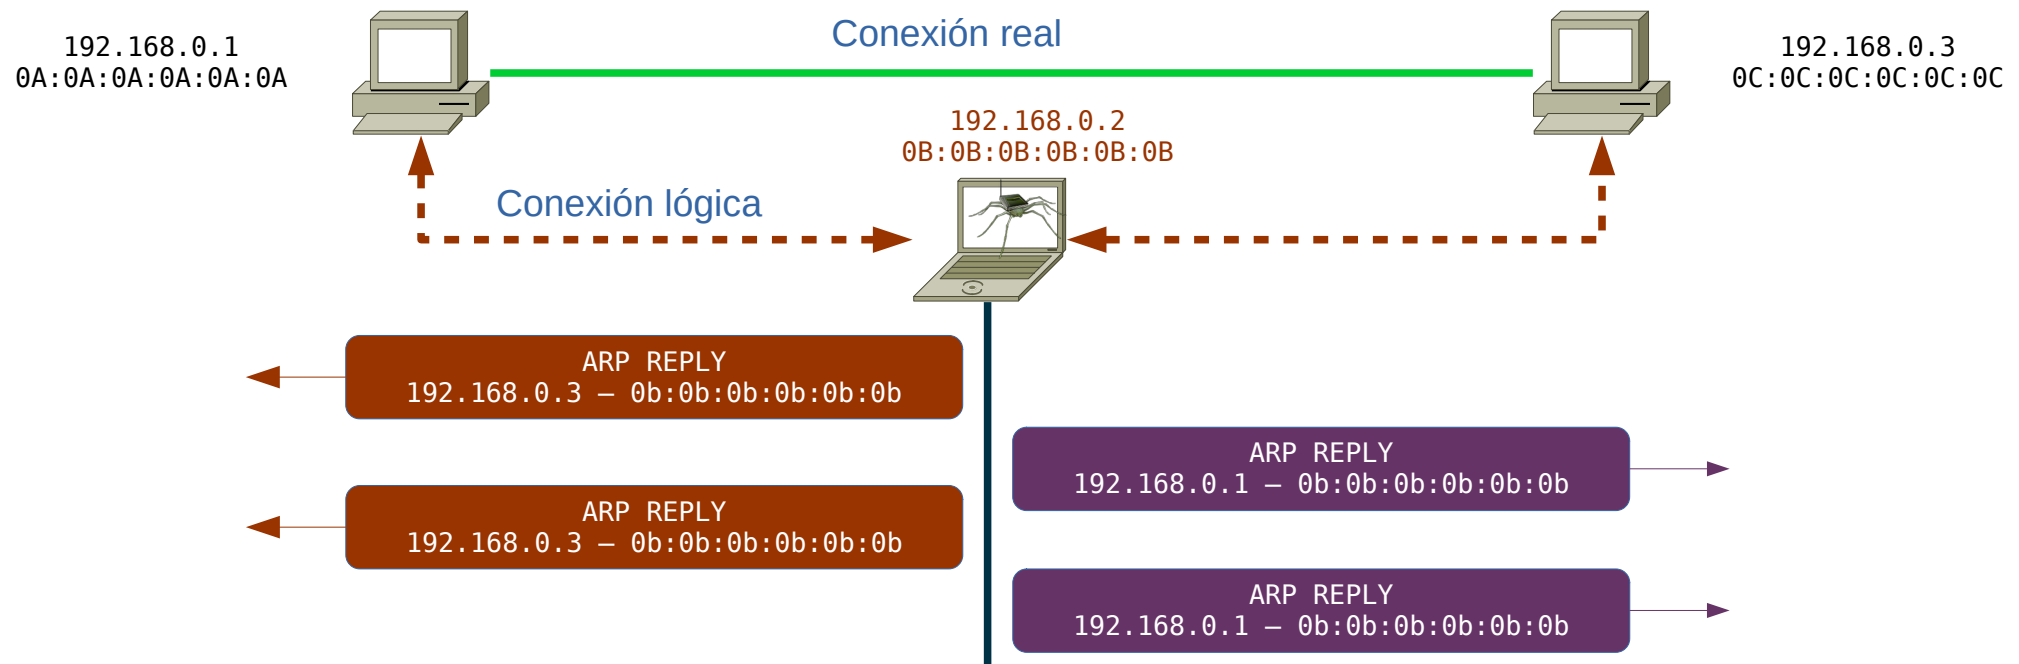 Conexión real
192.168.0.1
0A:0A:0A:0A:0A:0A
192.168.0.3
0C:0C:0C:0C:0C:0C
192.168.0.2
0B:0B:0B:0B:0B:0B
Conexión lógica
ARP REPLY
192.168.0.3 – 0b:0b:0b:0b:0b:0b
ARP REPLY
192.168.0.1 – 0b:0b:0b:0b:0b:0b
ARP REPLY
192.168.0.3 – 0b:0b:0b:0b:0b:0b
ARP REPLY
192.168.0.1 – 0b:0b:0b:0b:0b:0b